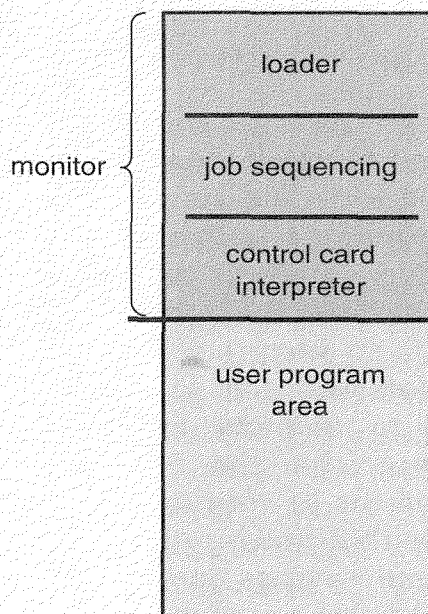 loader
monitor
job sequencing
control card
interpreter
user program
area